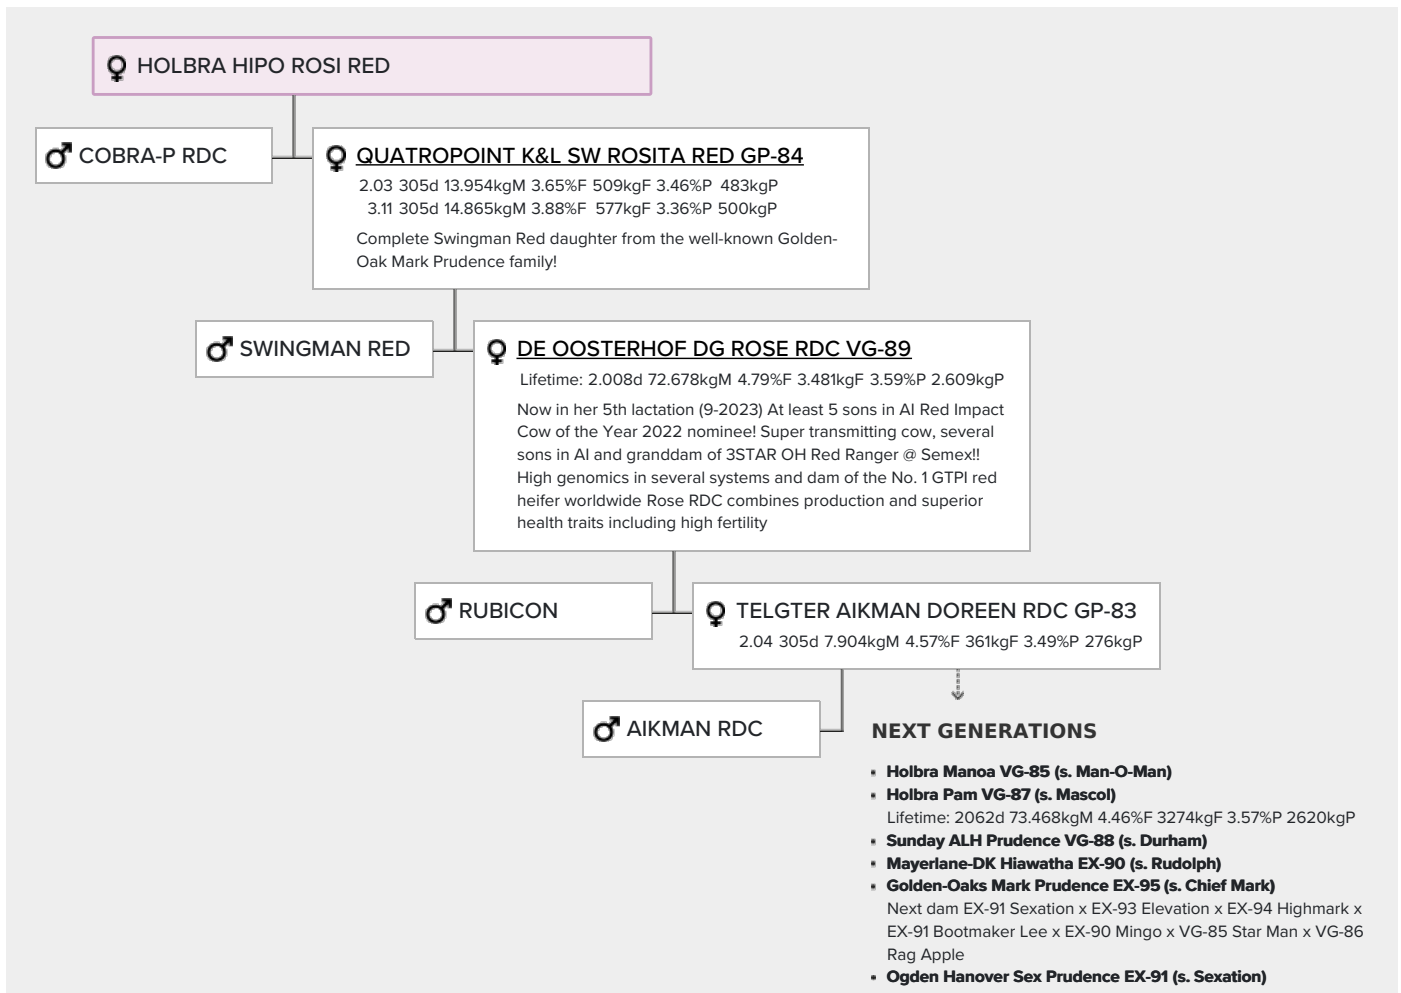 HOLBRA HIPO ROSI RED
COBRA-P RDC
QUATROPOINT K&L SW ROSITA RED GP-84
2.03 305d 13.954kgM 3.65%F 509kgF 3.46%P 483kgP
3.11 305d 14.865kgM 3.88%F 577kgF 3.36%P 500kgP
Complete Swingman Red daughter from the well-known Golden-
Oak Mark Prudence family!
SWINGMAN RED
DE OOSTERHOF DG ROSE RDC VG-89
Lifetime: 2.008d 72.678kgM 4.79%F 3.481kgF 3.59%P 2.609kgP
Now in her 5th lactation (9-2023) At least 5 sons in AI Red Impact
Cow of the Year 2022 nominee! Super transmitting cow, several
sons in AI and granddam of 3STAR OH Red Ranger @ Semex!!
High genomics in several systems and dam of the No. 1 GTPI red
heifer worldwide Rose RDC combines production and superior
health traits including high fertility
RUBICON
TELGTER AIKMAN DOREEN RDC GP-83
2.04 305d 7.904kgM 4.57%F 361kgF 3.49%P 276kgP
AIKMAN RDC
NEXT GENERATIONS
Holbra Manoa VG-85 (s. Man-O-Man)
Holbra Pam VG-87 (s. Mascol)
Lifetime: 2062d 73.468kgM 4.46%F 3274kgF 3.57%P 2620kgP
Sunday ALH Prudence VG-88 (s. Durham)
Mayerlane-DK Hiawatha EX-90 (s. Rudolph)
Golden-Oaks Mark Prudence EX-95 (s. Chief Mark)
Next dam EX-91 Sexation x EX-93 Elevation x EX-94 Highmark x
EX-91 Bootmaker Lee x EX-90 Mingo x VG-85 Star Man x VG-86
Rag Apple
Ogden Hanover Sex Prudence EX-91 (s. Sexation)